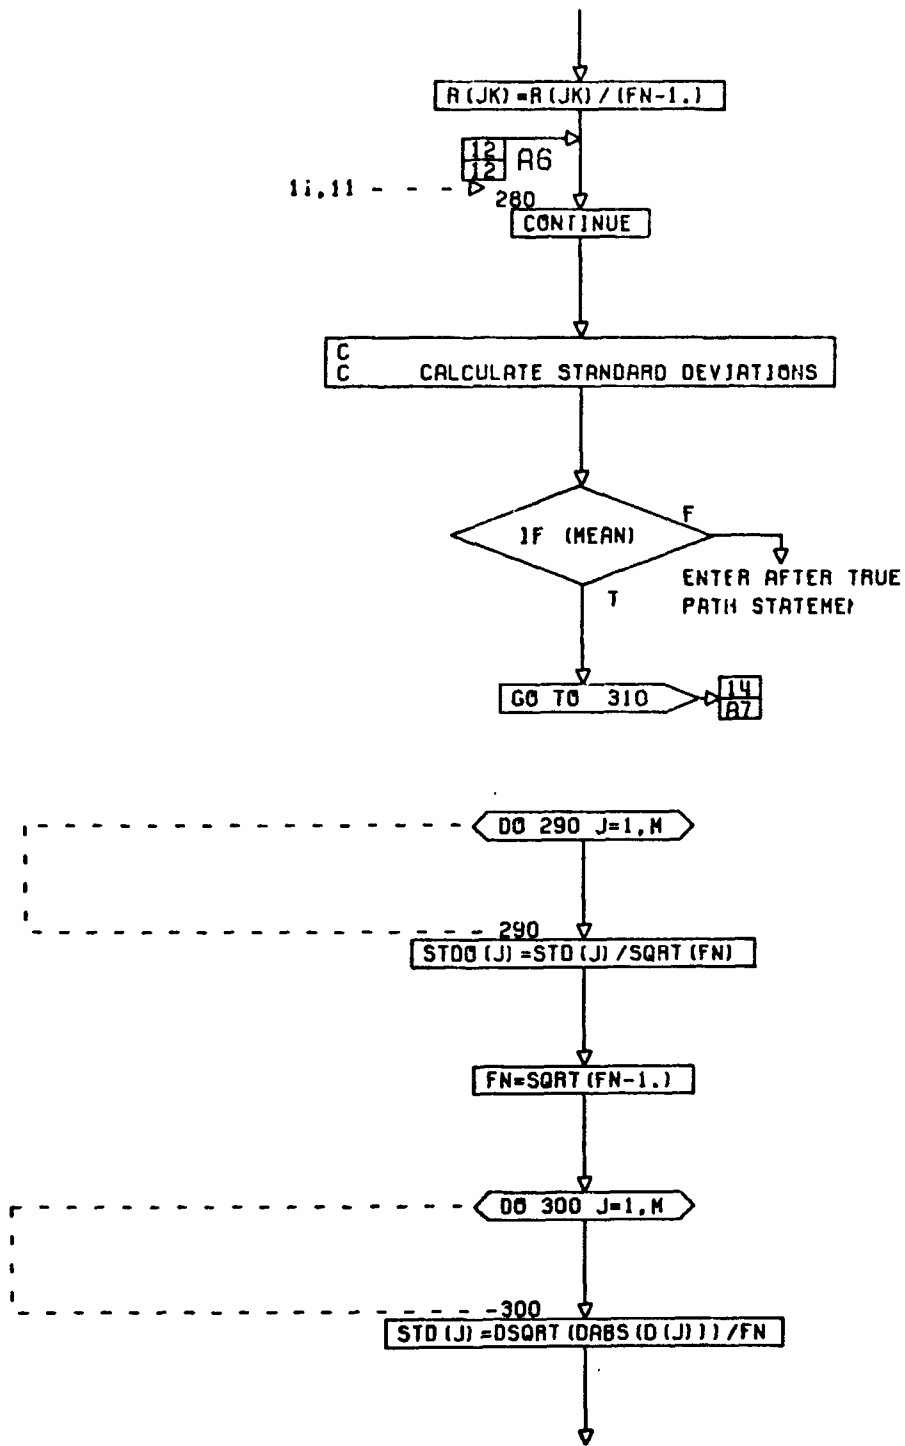 R(JK)=R(JK)/(FN-1.)
12
12
A6
11,11
280
CONTINUE
C
C CALCULATE STANDARD DEVIATIONS
IF (MEAN)
F
ENTER AFTER TRUE
PATH
T
GO TO 310
14
A7
DO 290 J=1,M
290
STDO(J)=STD(J)/SQRT(FN)
FN=SQRT(FN-1.)
DO 300 J=1,M
300
STD(J)=DSQRT(DABS(D(J)))/FN